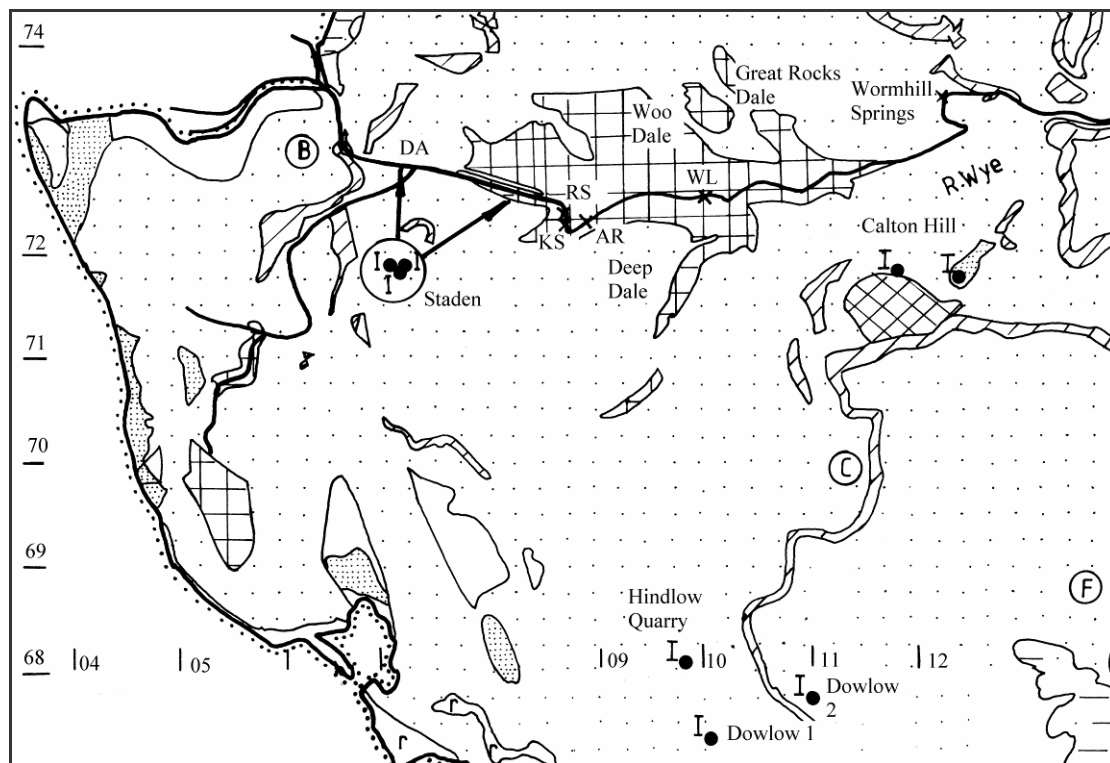 74
Great Rocks
Dale
Wormhill
Springs
Woo
Dale
B
DA
WL
R.Wye
RS
KS
AR
72
Calton Hill
I
I
Deep
Dale
I
I
I
Staden
71
70
C
69
F
Hindlow
Quarry
I
68
04
05
09
10
11
12
I
Dowlow
2
I
Dowlow 1
r
r
r